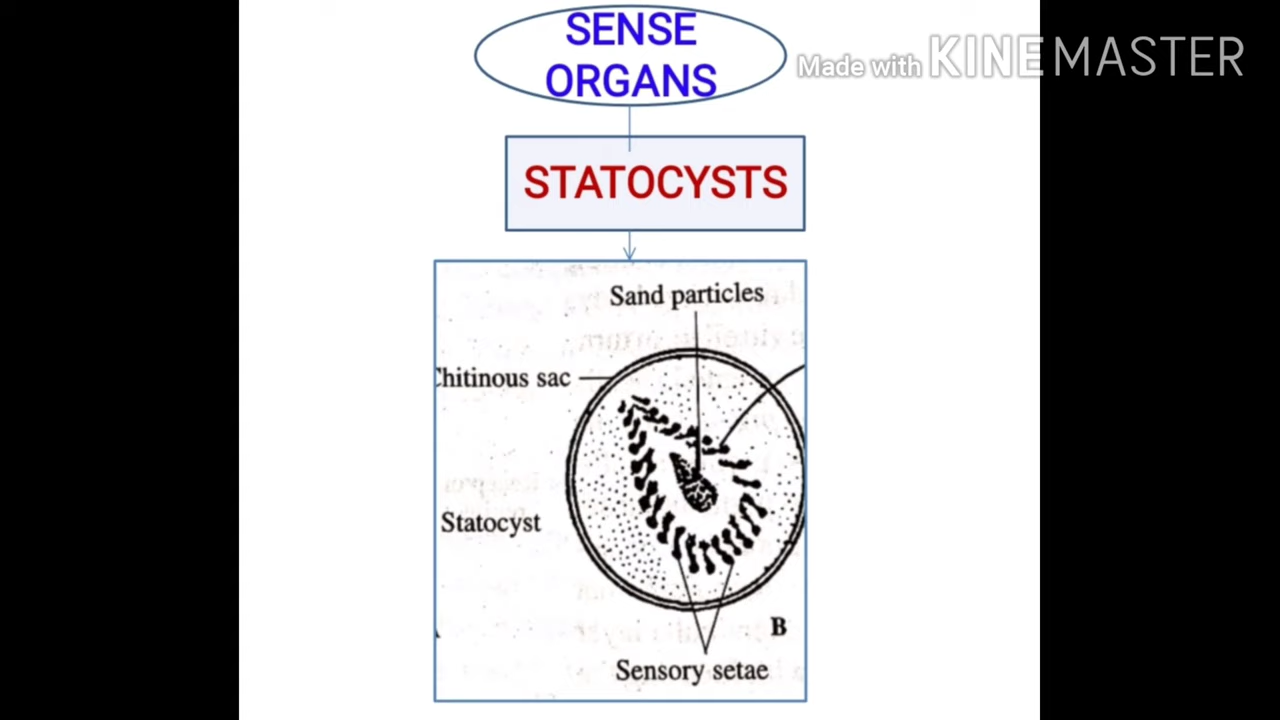 SENSE
ORGANS
Made with KINEMASTER
STATOCYSTS
Sand particles
hitinous sac
Statocyst
B
Sensory setae